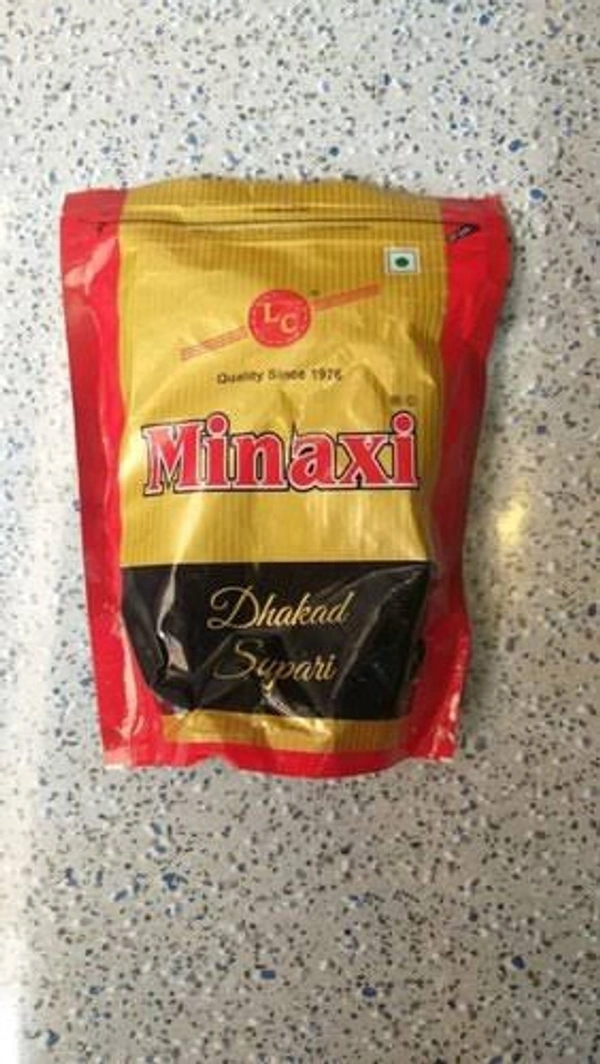 LC
Quality Since 1976
Minaxi
Dhakad
Supari